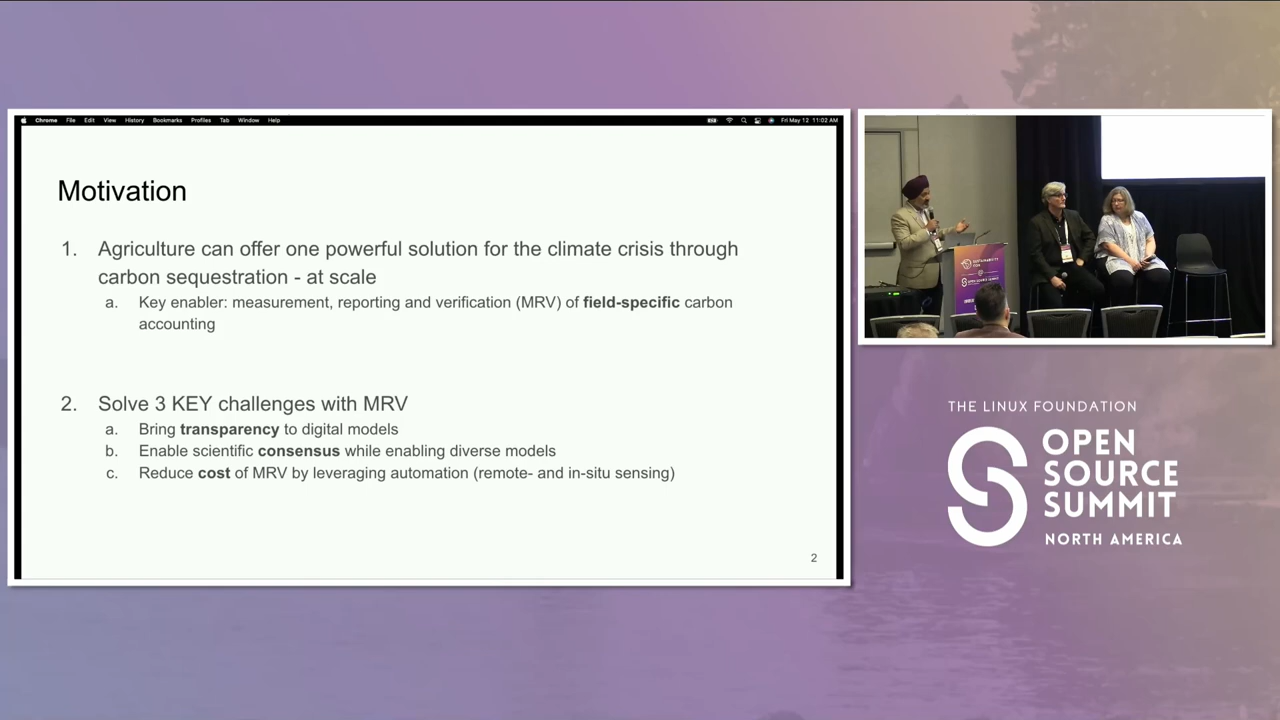 Chrome File Edit View History Bookmarks Profiles Tab Window Help
Fri May 12 11:02 AM
Motivation
1. Agriculture can offer one powerful solution for the climate crisis through
carbon sequestration - at scale
a. Key enabler: measurement, reporting and verification (MRV) of field-specific carbon
accounting
2. Solve 3 KEY challenges with MRV
a. Bring transparency to digital models
b. Enable scientific consensus while enabling diverse models
c. Reduce cost of MRV by leveraging automation (remote- and in-situ sensing)
2
SUSTAINABILITY
OPEN SOURCE SUMMIT
THE LINUX FOUNDATION
OPEN
SOURCE
SUMMIT
NORTH AMERICA